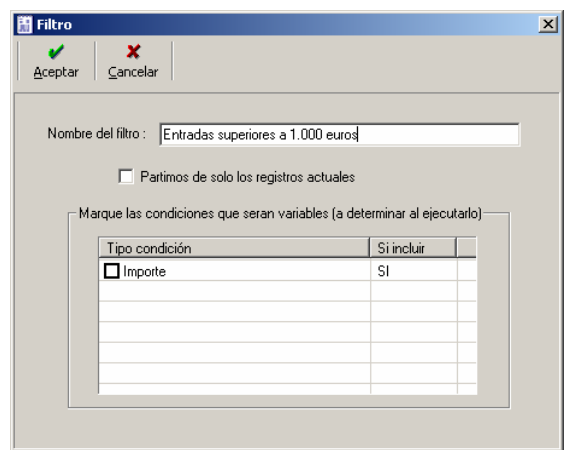 Filtro
Aceptar
Cancelar
Nombre del filtro :
Entradas superiores a 1.000 euros
Partimos de solo los registros actuales
Marque las condiciones que seran variables (a determinar al ejecutarlo)
Tipo condición Si incluir
Importe SI